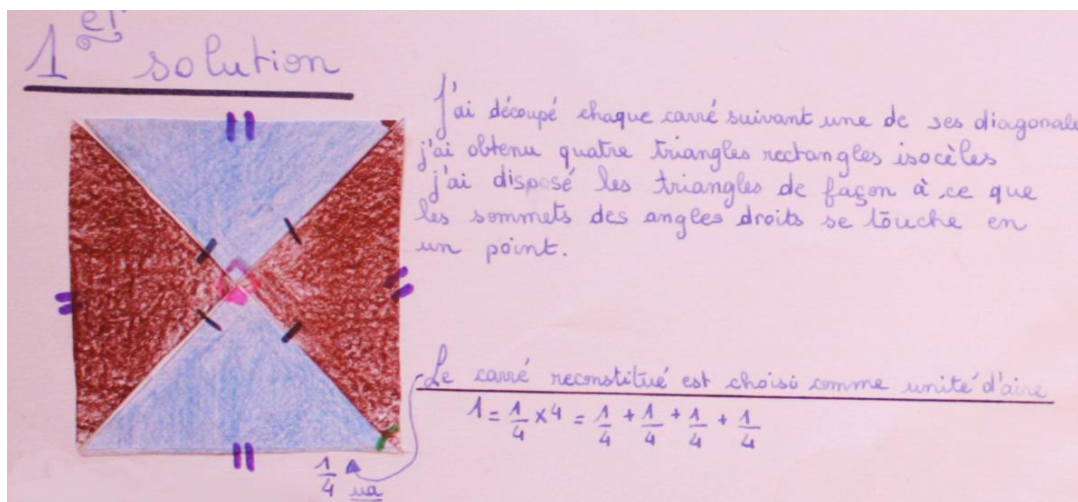 1er solution
J'ai découpé chaque carré suivant une de ses diagonale
j'ai obtenu quatre triangles rectangles isocèles
j'ai disposé les triangles de façon à ce que
les sommets des angles droits se touche en
un point.
Le carré reconstitué est choisi comme unité d'aire
1 = 1/4 x 4 = 1/4 + 1/4 + 1/4 + 1/4
1/4 ua